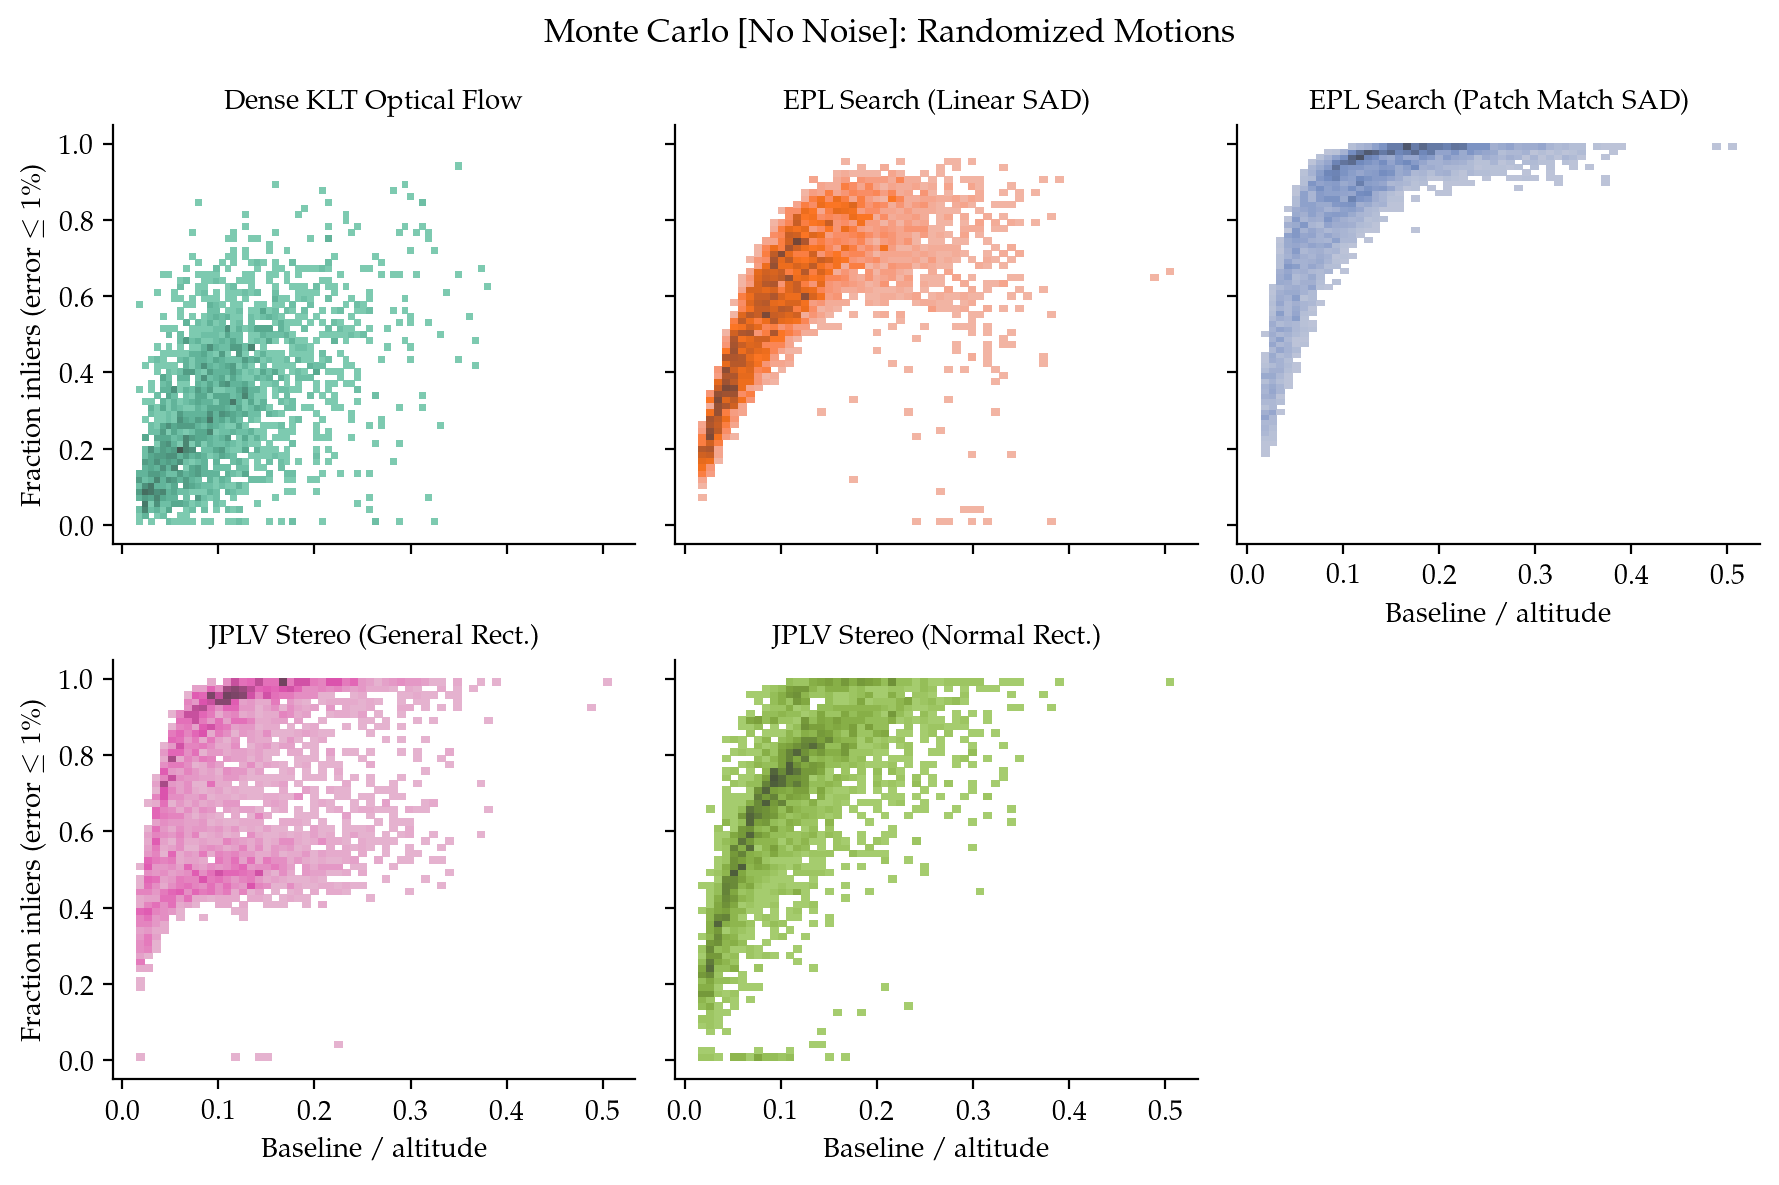 Monte Carlo [No Noise]: Randomized Motions
Dense KLT Optical Flow
EPL Search (Linear SAD)
EPL Search (Patch Match SAD)
Fraction inliers (error ≤ 1%)
1.0
0.8
0.6
0.4
0.2
0.0
0.0 0.1 0.2 0.3 0.4 0.5
Baseline / altitude
JPLV Stereo (General Rect.)
JPLV Stereo (Normal Rect.)
Fraction inliers (error ≤ 1%)
1.0
0.8
0.6
0.4
0.2
0.0
0.0 0.1 0.2 0.3 0.4 0.5
Baseline / altitude
0.0 0.1 0.2 0.3 0.4 0.5
Baseline / altitude